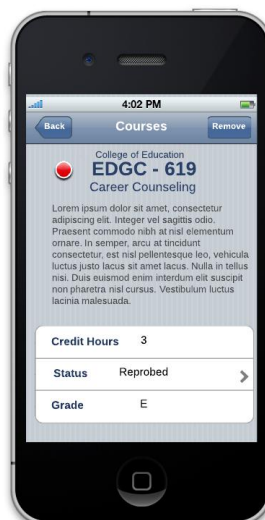 4:02 PM
Back Courses Remove
College of Education
EDGC - 619
Career Counseling
Lorem ipsum dolor sit amet, consectetur
adipiscing elit. Integer vel sagittis odio.
Praesent commodo nibh at nisl elementum
ornare. In semper, arcu at tincidunt
consectetur, est nisl pellentesque leo, vehicula
luctus justo lacus sit amet lacus. Nulla in tellus
nisi. Duis euismod enim interdum elit suscipit
non pharetra nisl cursus. Vestibulum luctus
lacinia malesuada.
Credit Hours 3
Status Reprobed
Grade E